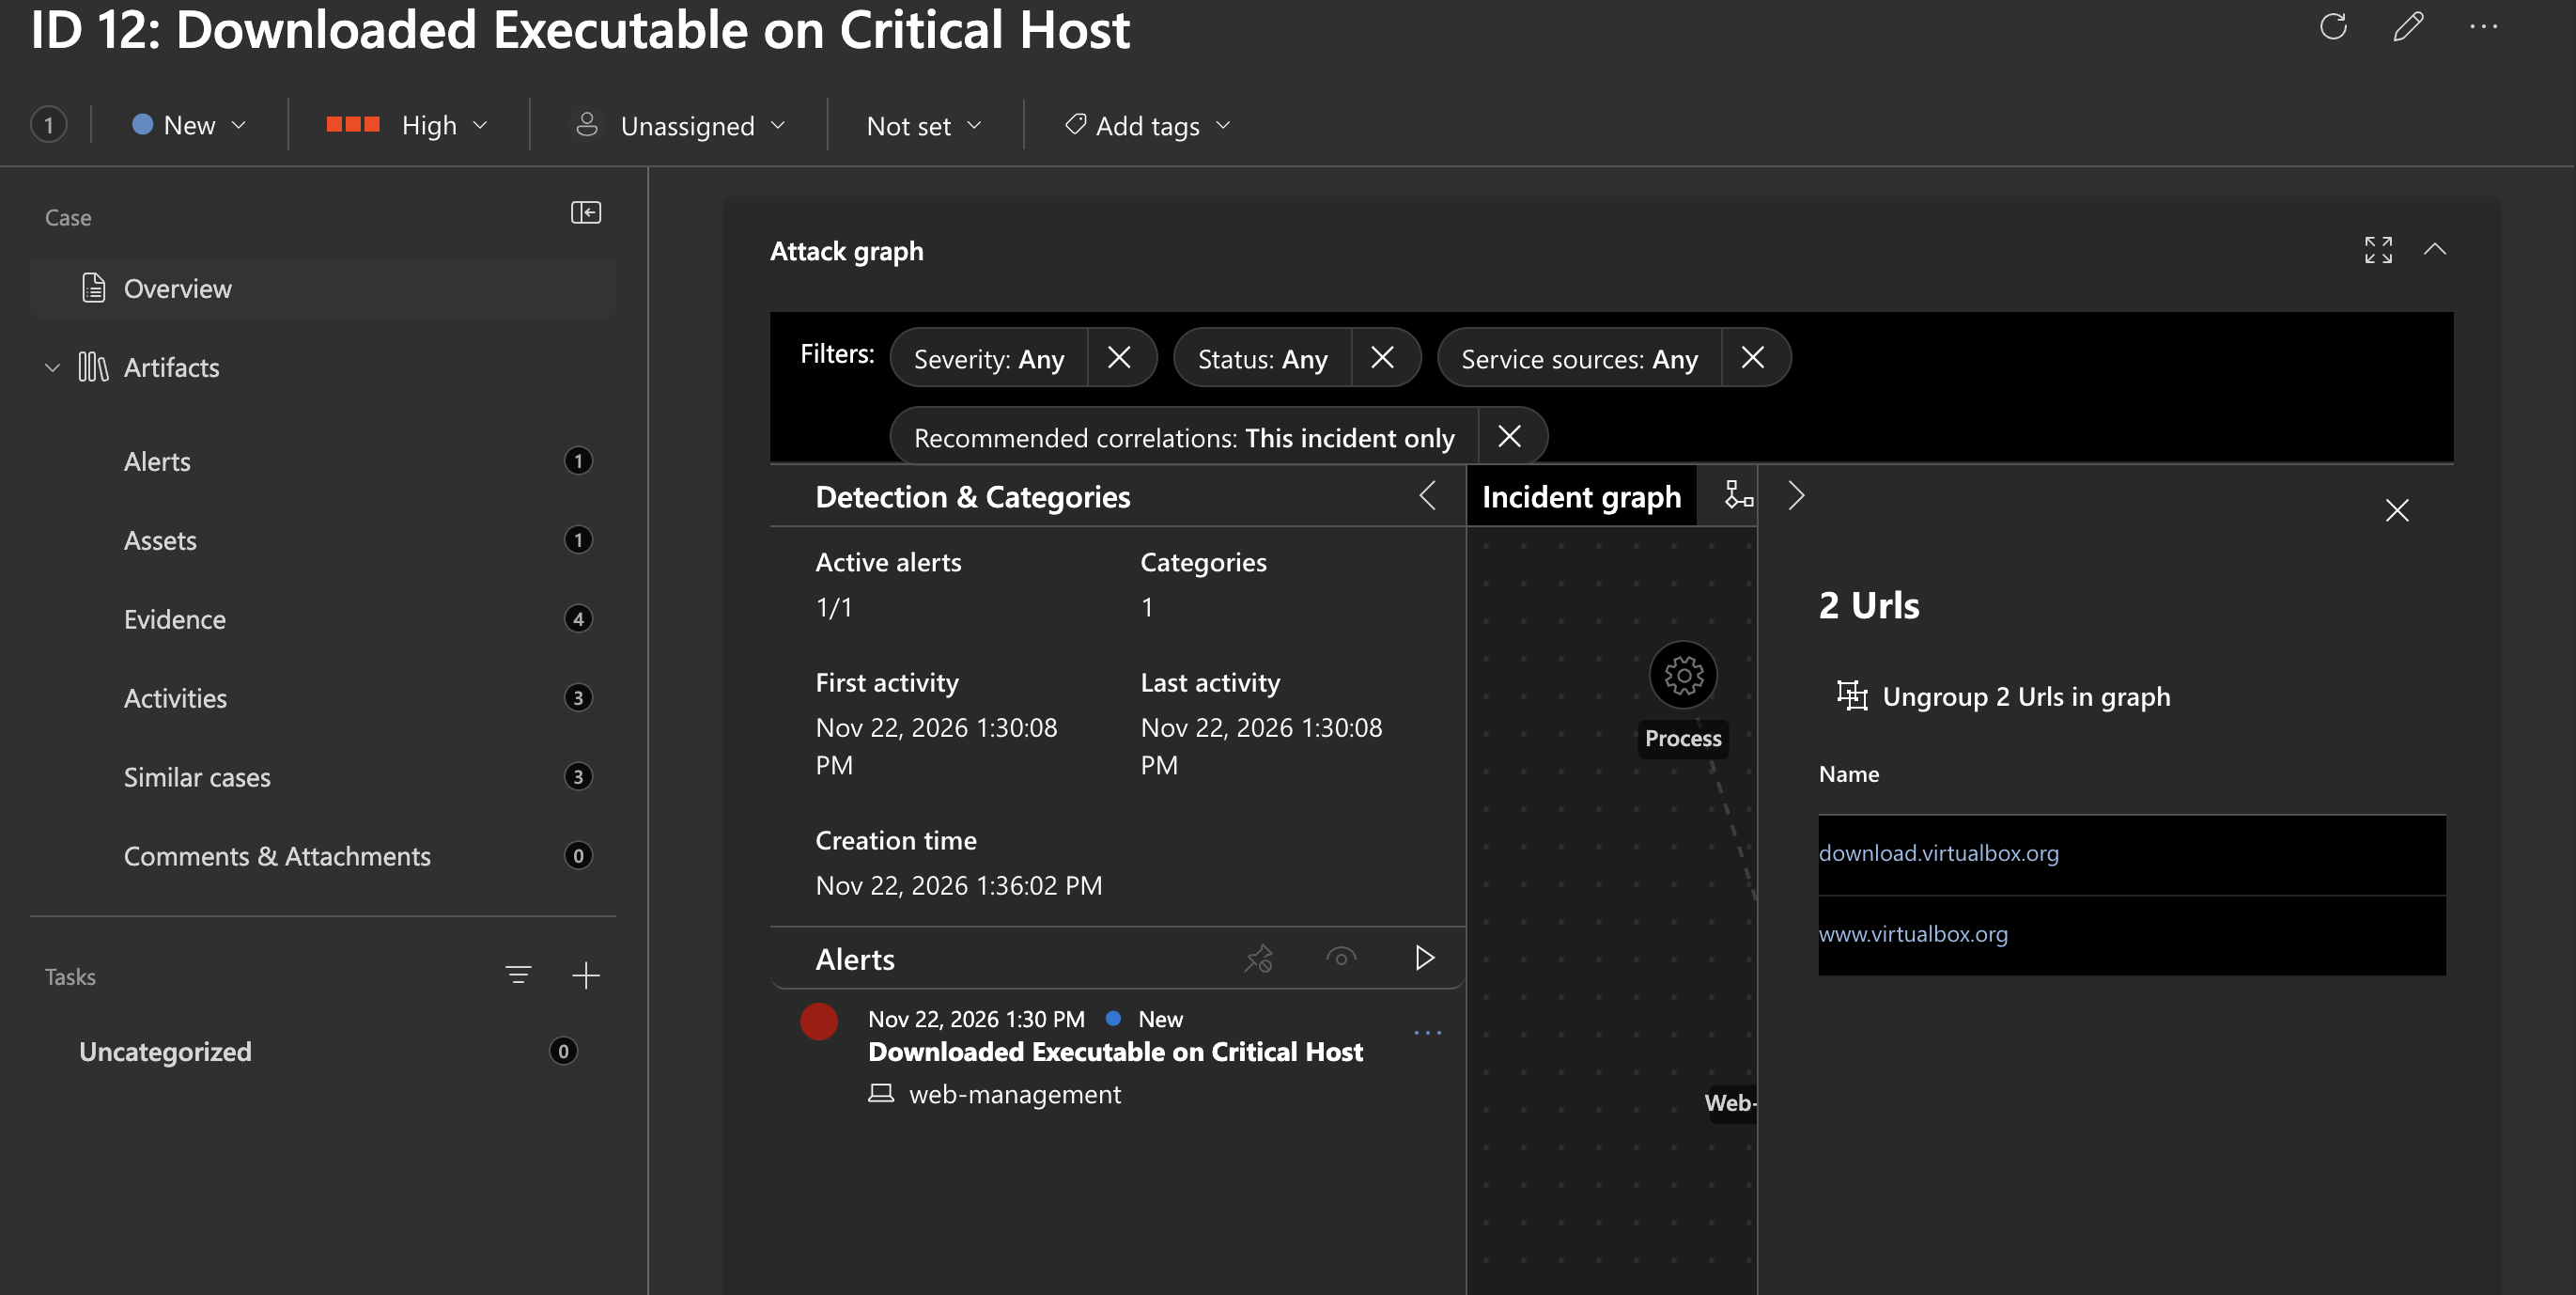 ID 12: Downloaded Executable on Critical Host
1
New
High
Unassigned
Not set
Add tags
Case
Overview
Artifacts
Alerts 1
Assets 1
Evidence 4
Activities 3
Similar cases 3
Comments & Attachments 0
Tasks
Uncategorized 0
Attack graph
Filters:
Severity: Any
Status: Any
Service sources: Any
Recommended correlations: This incident only
Detection & Categories
Active alerts
1/1
Categories
1
First activity
Nov 22, 2026 1:30:08
PM
Last activity
Nov 22, 2026 1:30:08
PM
Creation time
Nov 22, 2026 1:36:02 PM
Alerts
Nov 22, 2026 1:30 PM
New
Downloaded Executable on Critical Host
web-management
Incident graph
Process
Web-
2 Urls
Ungroup 2 Urls in graph
Name
download.virtualbox.org
www.virtualbox.org